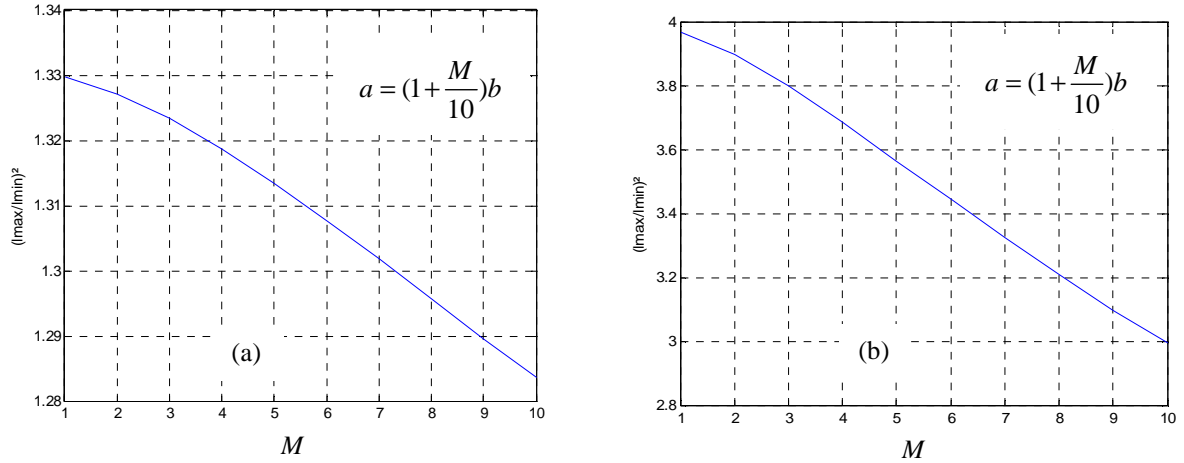 1.34
1.33
1.32
1.31
1.3
1.29
1.28
(Imax/Imin)²
a = (1 + M/10)b
(a)
1 2 3 4 5 6 7 8 9 10
M
4
3.8
3.6
3.4
3.2
3
2.8
(Imax/Imin)²
a = (1 + M/10)b
(b)
1 2 3 4 5 6 7 8 9 10
M